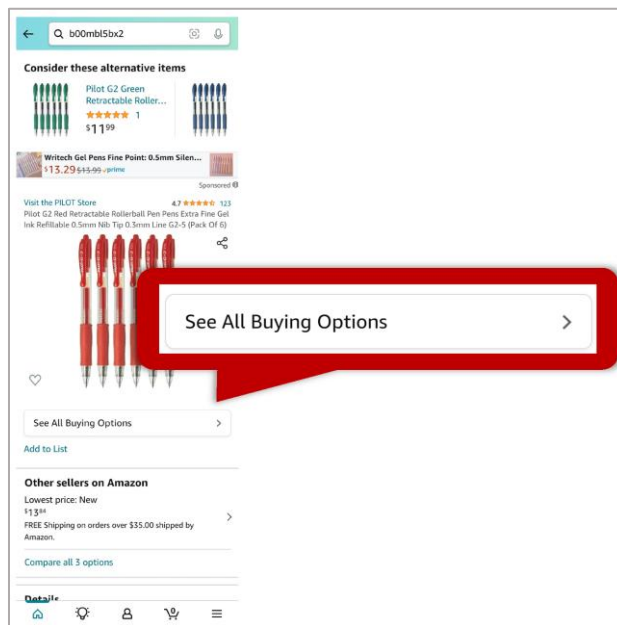 b00mbl5bx2
Consider these alternative items
Pilot G2 Green
Retractable Roller...
1
$1199
Writech Gel Pens Fine Point: 0.5mm Silen...
$13.29 $13.99 prime
Sponsored
Visit the PILOT Store 4.7 123
Pilot G2 Red Retractable Rollerball Pen Pens Extra Fine Gel
Ink Refillable 0.5mm Nib Tip 0.3mm Line G2-5 (Pack Of 6)
See All Buying Options
See All Buying Options
Add to List
Other sellers on Amazon
Lowest price: New
$1384
FREE Shipping on orders over $35.00 shipped by
Amazon.
Compare all 3 options
Details
0